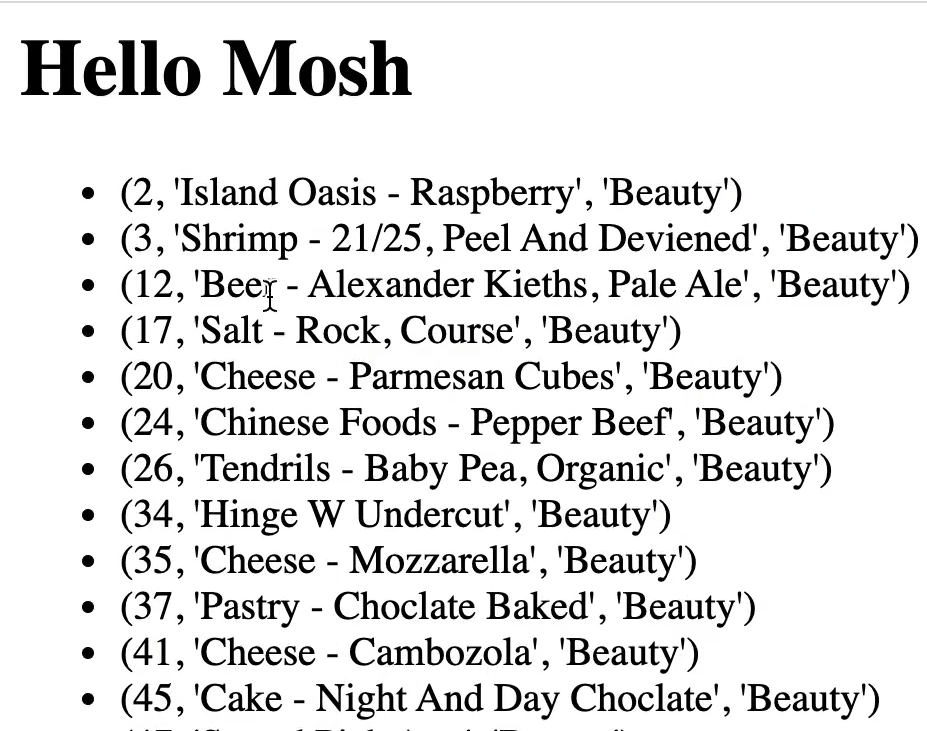 Hello Mosh
(2, 'Island Oasis - Raspberry', 'Beauty')
(3, 'Shrimp - 21/25, Peel And Deviened', 'Beauty')
(12, 'Beer - Alexander Kieths, Pale Ale', 'Beauty')
(17, 'Salt - Rock, Course', 'Beauty')
(20, 'Cheese - Parmesan Cubes', 'Beauty')
(24, 'Chinese Foods - Pepper Beef', 'Beauty')
(26, 'Tendrils - Baby Pea, Organic', 'Beauty')
(34, 'Hinge W Undercut', 'Beauty')
(35, 'Cheese - Mozzarella', 'Beauty')
(37, 'Pastry - Choclate Baked', 'Beauty')
(41, 'Cheese - Cambozola', 'Beauty')
(45, 'Cake - Night And Day Choclate', 'Beauty')